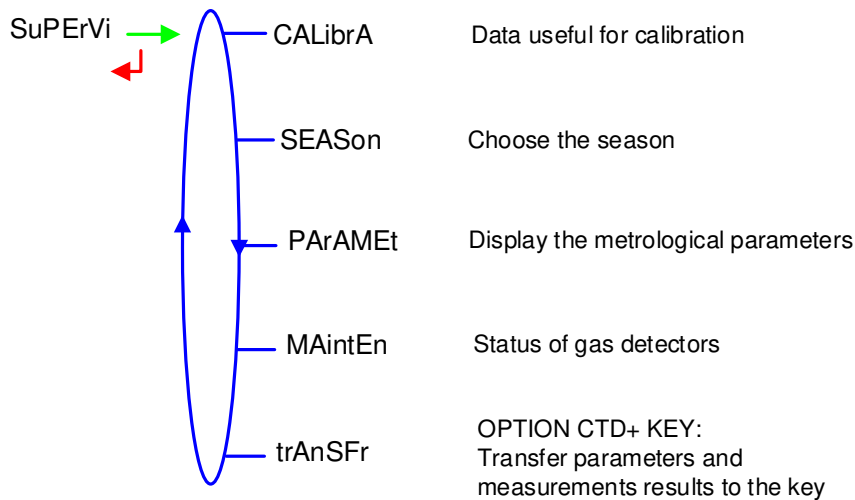 SuPErVi
CALibrA Data useful for calibration
SEASon Choose the season
PArAMEt Display the metrological parameters
MAintEn Status of gas detectors
trAnSFr OPTION CTD+ KEY:
Transfer parameters and
measurements results to the key